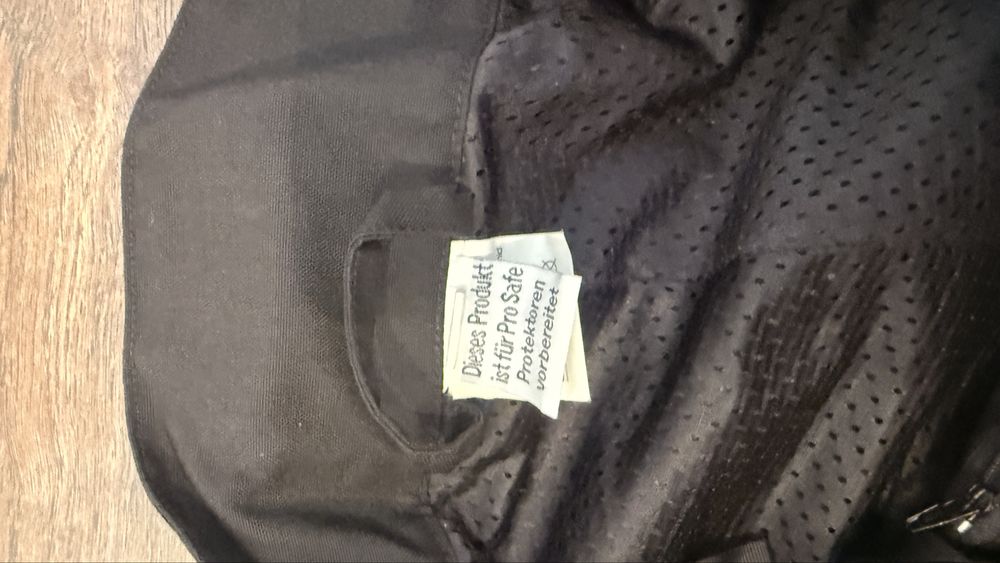 Dieses Produkt
ist für Pro Safe
Protektoren
vorbereitet